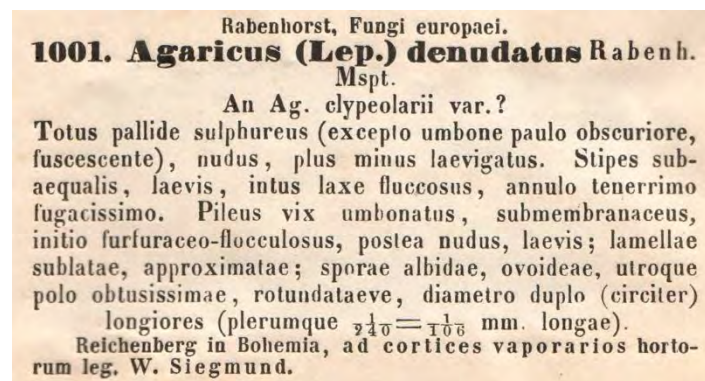 Rabenhorst, Fungi europaei.
1001. Agaricus (Lep.) denudatus Rabenh.
Mspt.
An Ag. clypeolarii var.?
Totus pallide sulphureus (excepto umbone paulo obscuriore,
fuscescente), nudus, plus minus laevigatus. Stipes sub-
aequalis, laevis, intus laxe fluccosus, annulo tenerrimo
fugacissimo. Pileus vix umbonatus, submembranaceus,
initio furfuraceo-flocculosus, postea nudus, laevis; lamellae
sublatae, approximatae; sporae albidae, ovoideae, utroque
polo obtusissimae, rotundataeve, diametro duplo (circiter)
longiores (plerumque 1/240=1/106 mm. longae).
Reichenberg in Bohemia, ad cortices vaporarios horto-
rum leg. W. Siegmund.